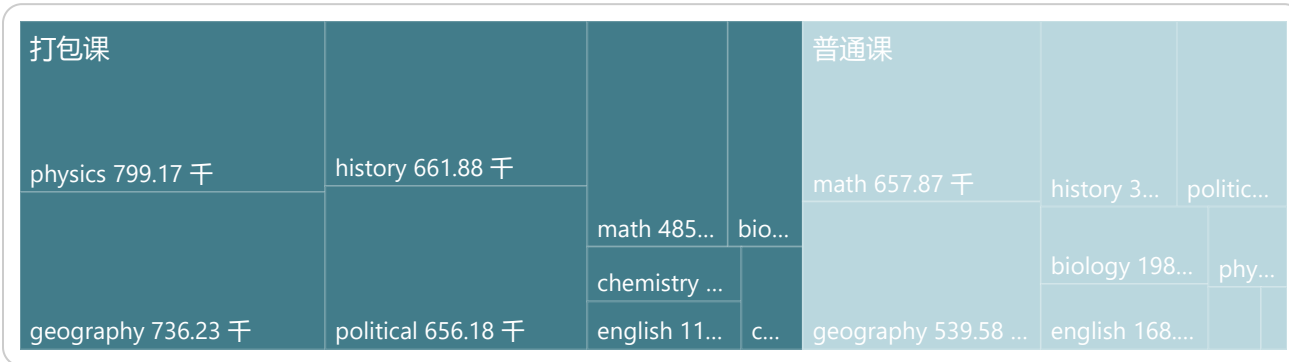 打包课
physics 799.17 千
geography 736.23 千
history 661.88 千
political 656.18 千
math 485...
bio...
chemistry ...
english 11...
c...
普通课
math 657.87 千
geography 539.58 ...
history 3...
politic...
biology 198...
phy...
english 168....